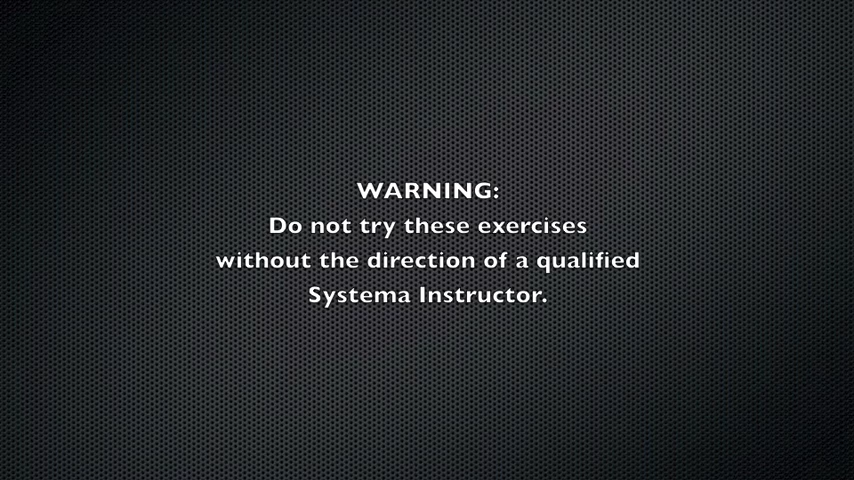 WARNING:
Do not try these exercises
without the direction of a qualified
Systema Instructor.